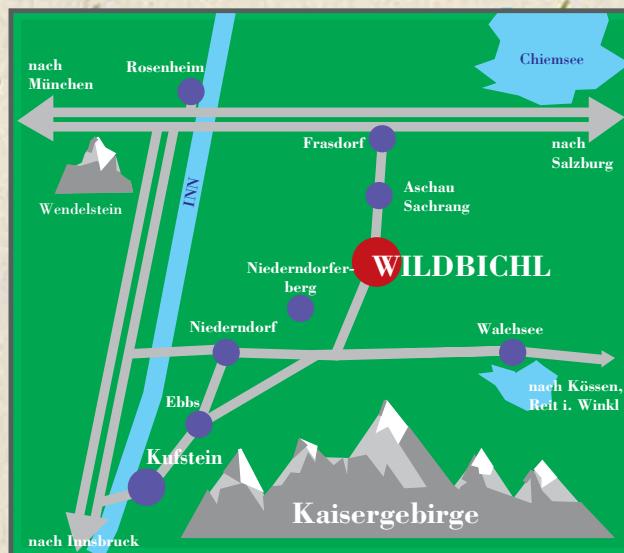 nach
München
Rosenheim
Chiemsee
Frasdorf
nach
Salzburg
Wendelstein
INN
Aschau
Sachrang
WILDBICHL
Niederndorfer-
berg
Niederndorf
Walchsee
nach Kössen,
Reit i. Winkl
Ebbs
Kufstein
Kaisergebirge
nach Innsbruck